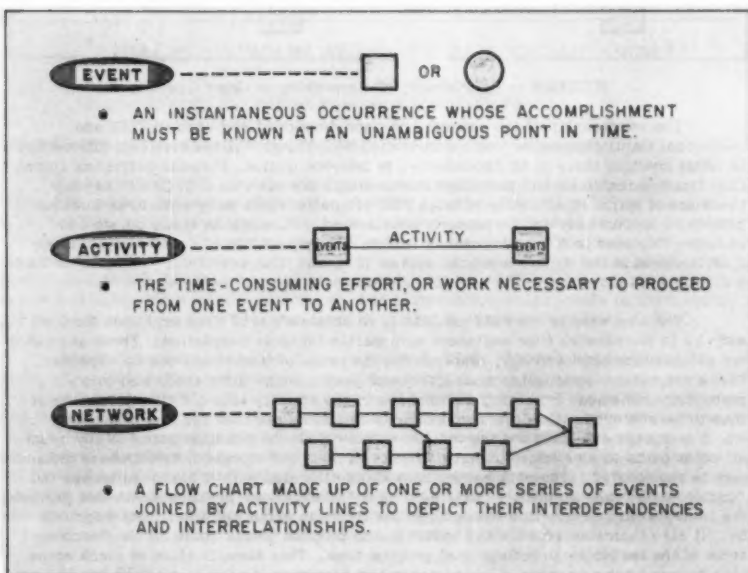 EVENT OR
• AN INSTANTANEOUS OCCURRENCE WHOSE ACCOMPLISHMENT
MUST BE KNOWN AT AN UNAMBIGUOUS POINT IN TIME.
ACTIVITY EVENTS ACTIVITY EVENTS
• THE TIME-CONSUMING EFFORT, OR WORK NECESSARY TO PROCEED
FROM ONE EVENT TO ANOTHER.
NETWORK
• A FLOW CHART MADE UP OF ONE OR MORE SERIES OF EVENTS
JOINED BY ACTIVITY LINES TO DEPICT THEIR INTERDEPENDENCIES
AND INTERRELATIONSHIPS.